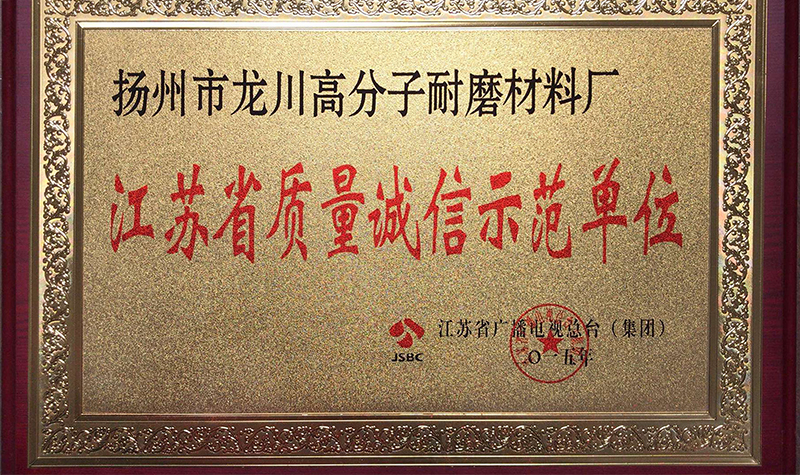 扬州市龙川高分子耐磨材料厂
江苏省质量诚信示范单位
JSBC
江苏省广播电视总台（集团）
二〇一五年